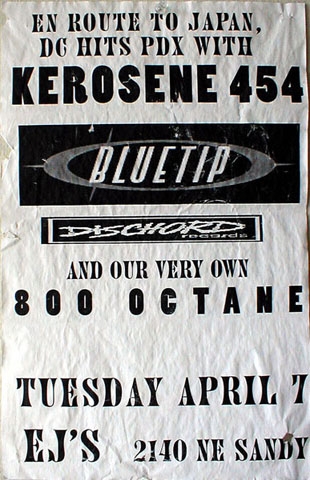 EN ROUTE TO JAPAN,
DC HITS PDX WITH
KEROSENE 454
BLUETIP
DISCHORD
records
AND OUR VERY OWN
800 OCTANE
TUESDAY APRIL 7
EJ'S 2140 NE SANDY